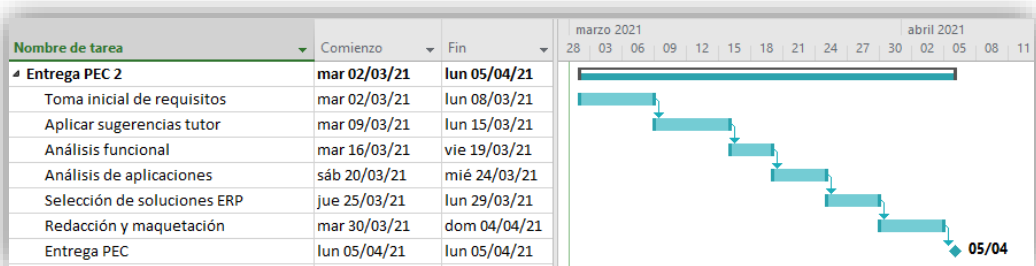 marzo 2021 abril 2021
Nombre de tarea Comienzo Fin 28 03 06 09 12 15 18 21 24 27 30 02 05 08 11
Entrega PEC 2 mar 02/03/21 lun 05/04/21
Toma inicial de requisitos mar 02/03/21 lun 08/03/21
Aplicar sugerencias tutor mar 09/03/21 lun 15/03/21
Análisis funcional mar 16/03/21 vie 19/03/21
Análisis de aplicaciones sáb 20/03/21 mié 24/03/21
Selección de soluciones ERP jue 25/03/21 lun 29/03/21
Redacción y maquetación mar 30/03/21 dom 04/04/21
Entrega PEC lun 05/04/21 lun 05/04/21 05/04